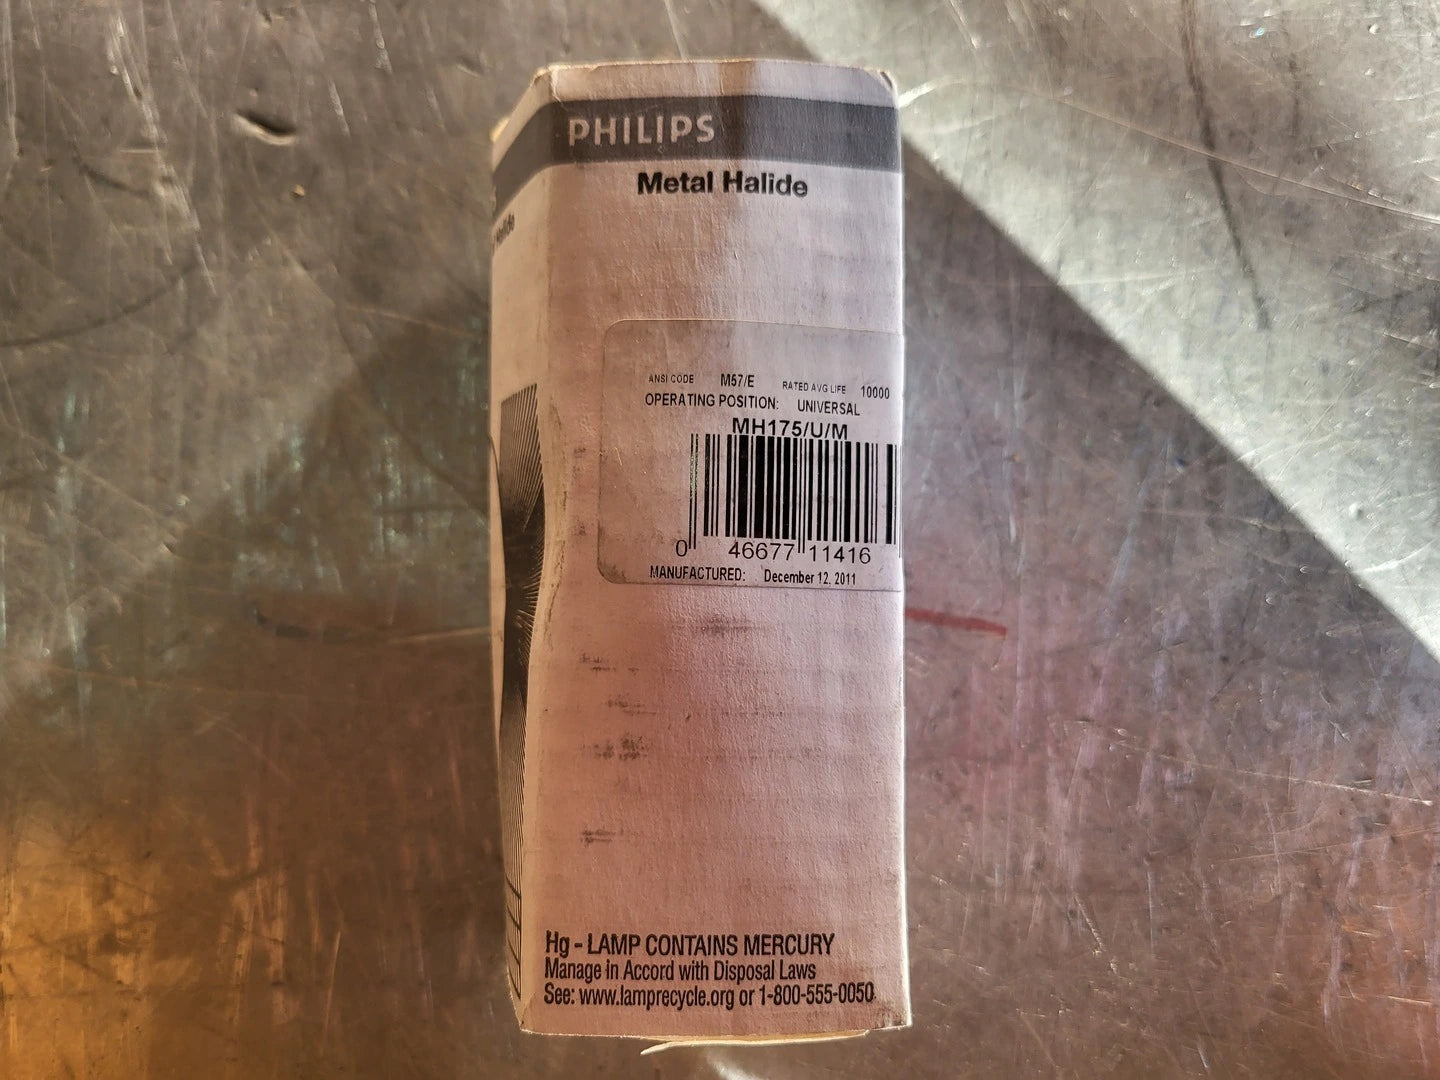 PHILIPS
Metal Halide
ANSI CODE M57/E RATED AVG LIFE 10000
OPERATING POSITION: UNIVERSAL
MH175/U/M
0 46677 11416
MANUFACTURED: December 12, 2011
Hg - LAMP CONTAINS MERCURY
Manage in Accord with Disposal Laws
See: www.lamprecycle.org or 1-800-555-0050